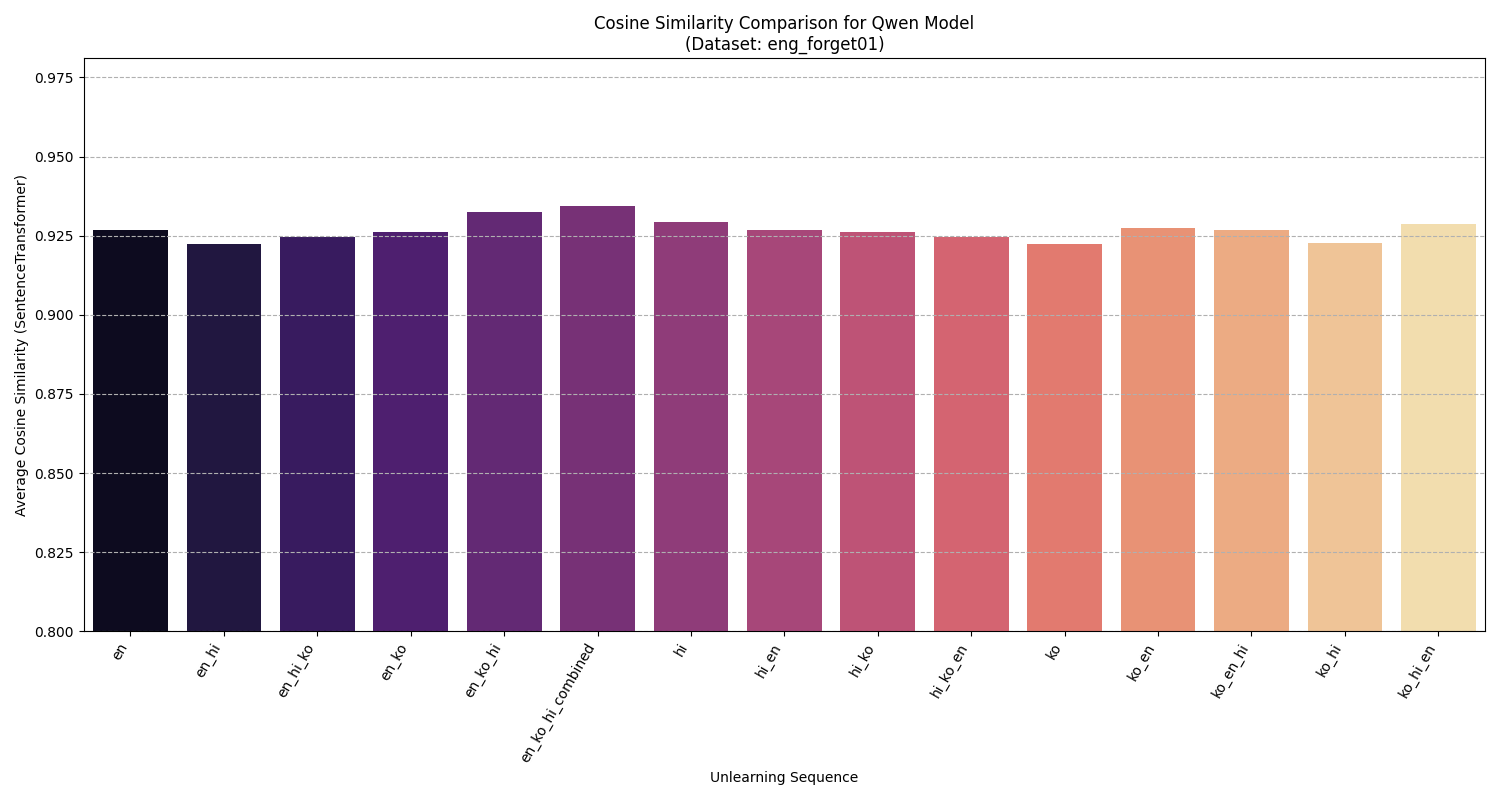 Cosine Similarity Comparison for Qwen Model
(Dataset: eng_forget01)
Average Cosine Similarity (SentenceTransformer)
0.975
0.950
0.925
0.900
0.875
0.850
0.825
0.800
en
en_hi
en_hi_ko
en_ko
en_ko_hi
en_ko_hi_combined
hi
hi_en
hi_ko
hi_ko_en
ko
ko_en
ko_en_hi
ko_hi
ko_hi_en
Unlearning Sequence